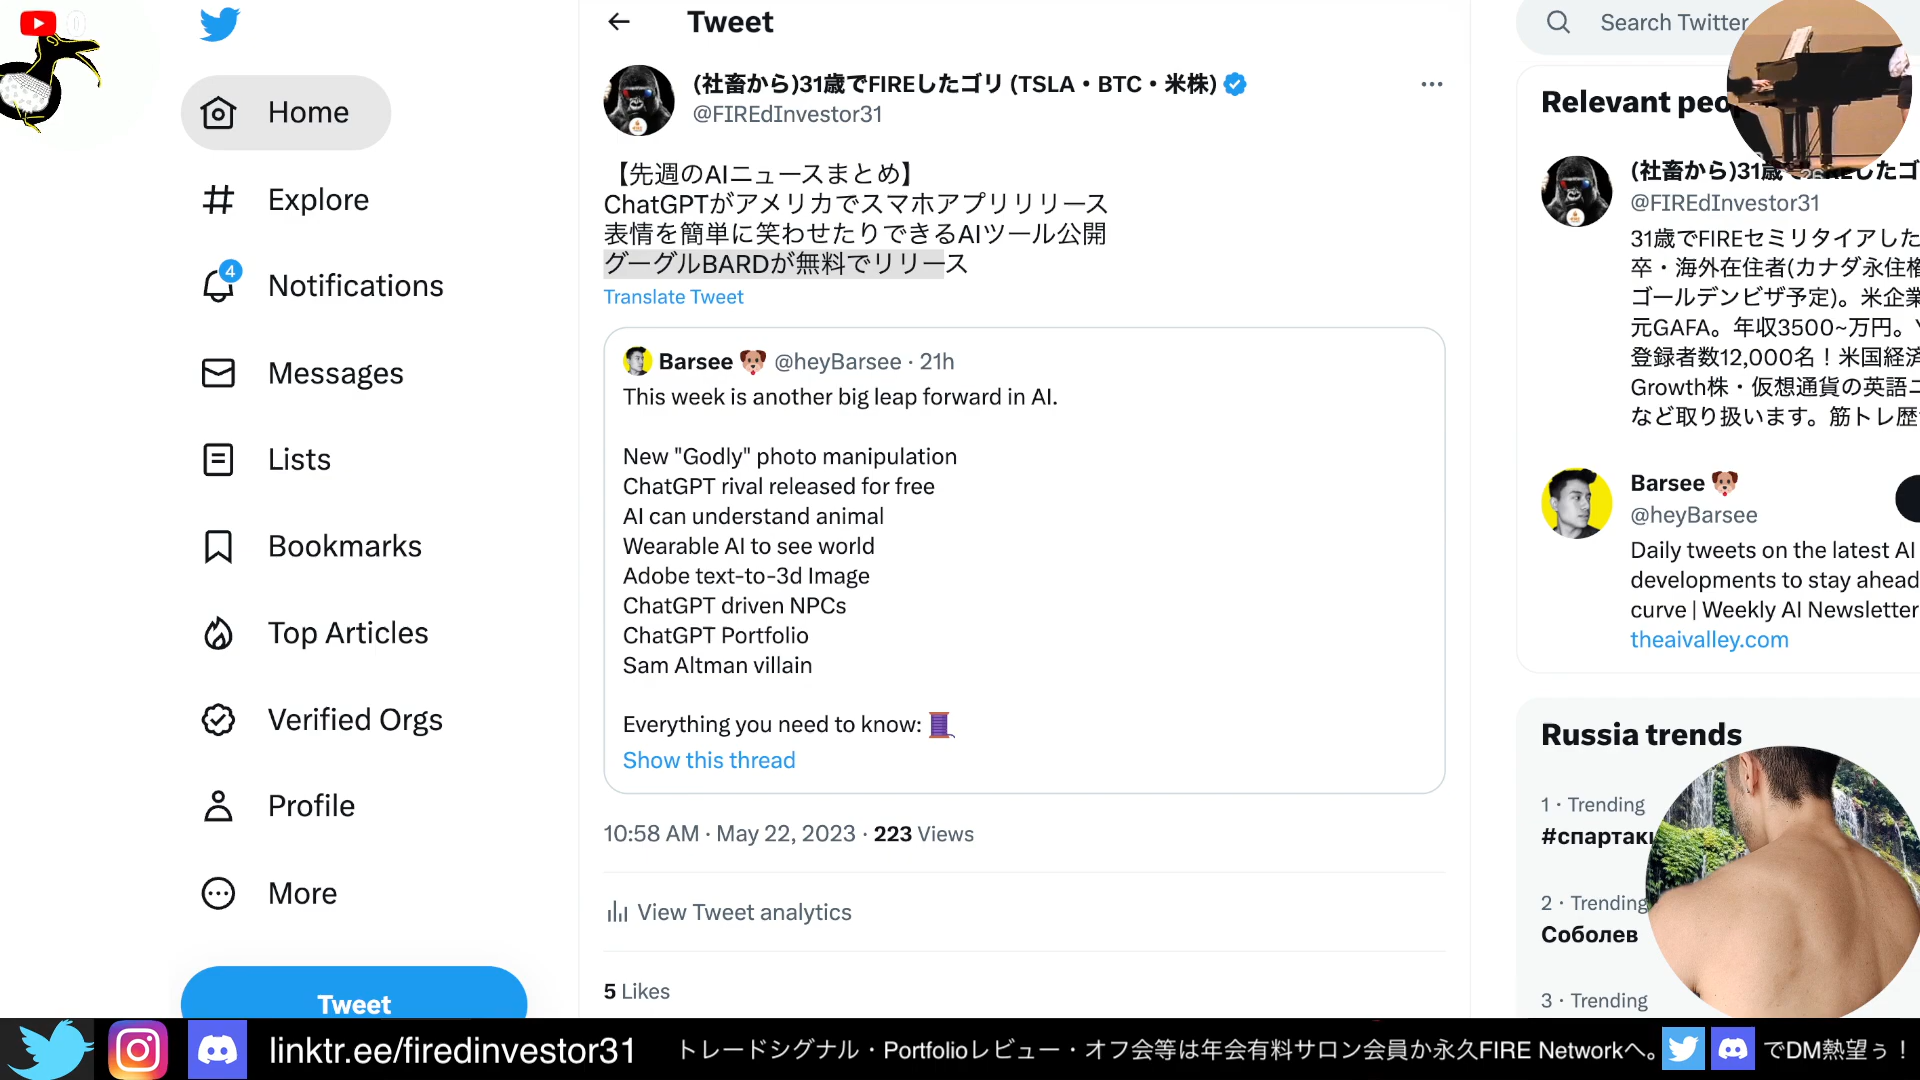 Tweet
Search Twitter
Home
Explore
4
Notifications
Messages
Lists
Bookmarks
Top Articles
Verified Orgs
Profile
More
Tweet
(社畜から)31歳でFIREしたゴリ (TSLA・BTC・米株)
@FIREdInvestor31
【先週のAIニュースまとめ】
ChatGPTがアメリカでスマホアプリリリース
表情を簡単に笑わせたりできるAIツール公開
グーグルBARDが無料でリリース
Translate Tweet
Barsee @heyBarsee · 21h
This week is another big leap forward in AI.
New "Godly" photo manipulation
ChatGPT rival released for free
AI can understand animal
Wearable AI to see world
Adobe text-to-3d Image
ChatGPT driven NPCs
ChatGPT Portfolio
Sam Altman villain
Everything you need to know:
Show this thread
10:58 AM · May 22, 2023 · 223 Views
View Tweet analytics
5 Likes
Relevant
(社畜から)31歳
したゴ
@FIREdInvestor31
31歳でFIREセミリタイアした
卒・海外在住者(カナダ永住権
ゴールデンビザ予定)。米企業
元GAFA。年収3500~万円。
登録者数12,000名！米国経済
Growth株・仮想通貨の英語ニ
など取り扱います。筋トレ歴
Barsee
@heyBarsee
Daily tweets on the latest AI
developments to stay ahead
curve | Weekly AI Newsletter
theaivalley.com
Russia trends
1 · Trending
#спартак
2 · Trending
Соболев
3 · Trending
linktr.ee/firedinvestor31
トレードシグナル・Portfolioレビュー・オフ会等は年会有料サロン会員か永久FIRE Networkへ。
でDM熱望ぅ！